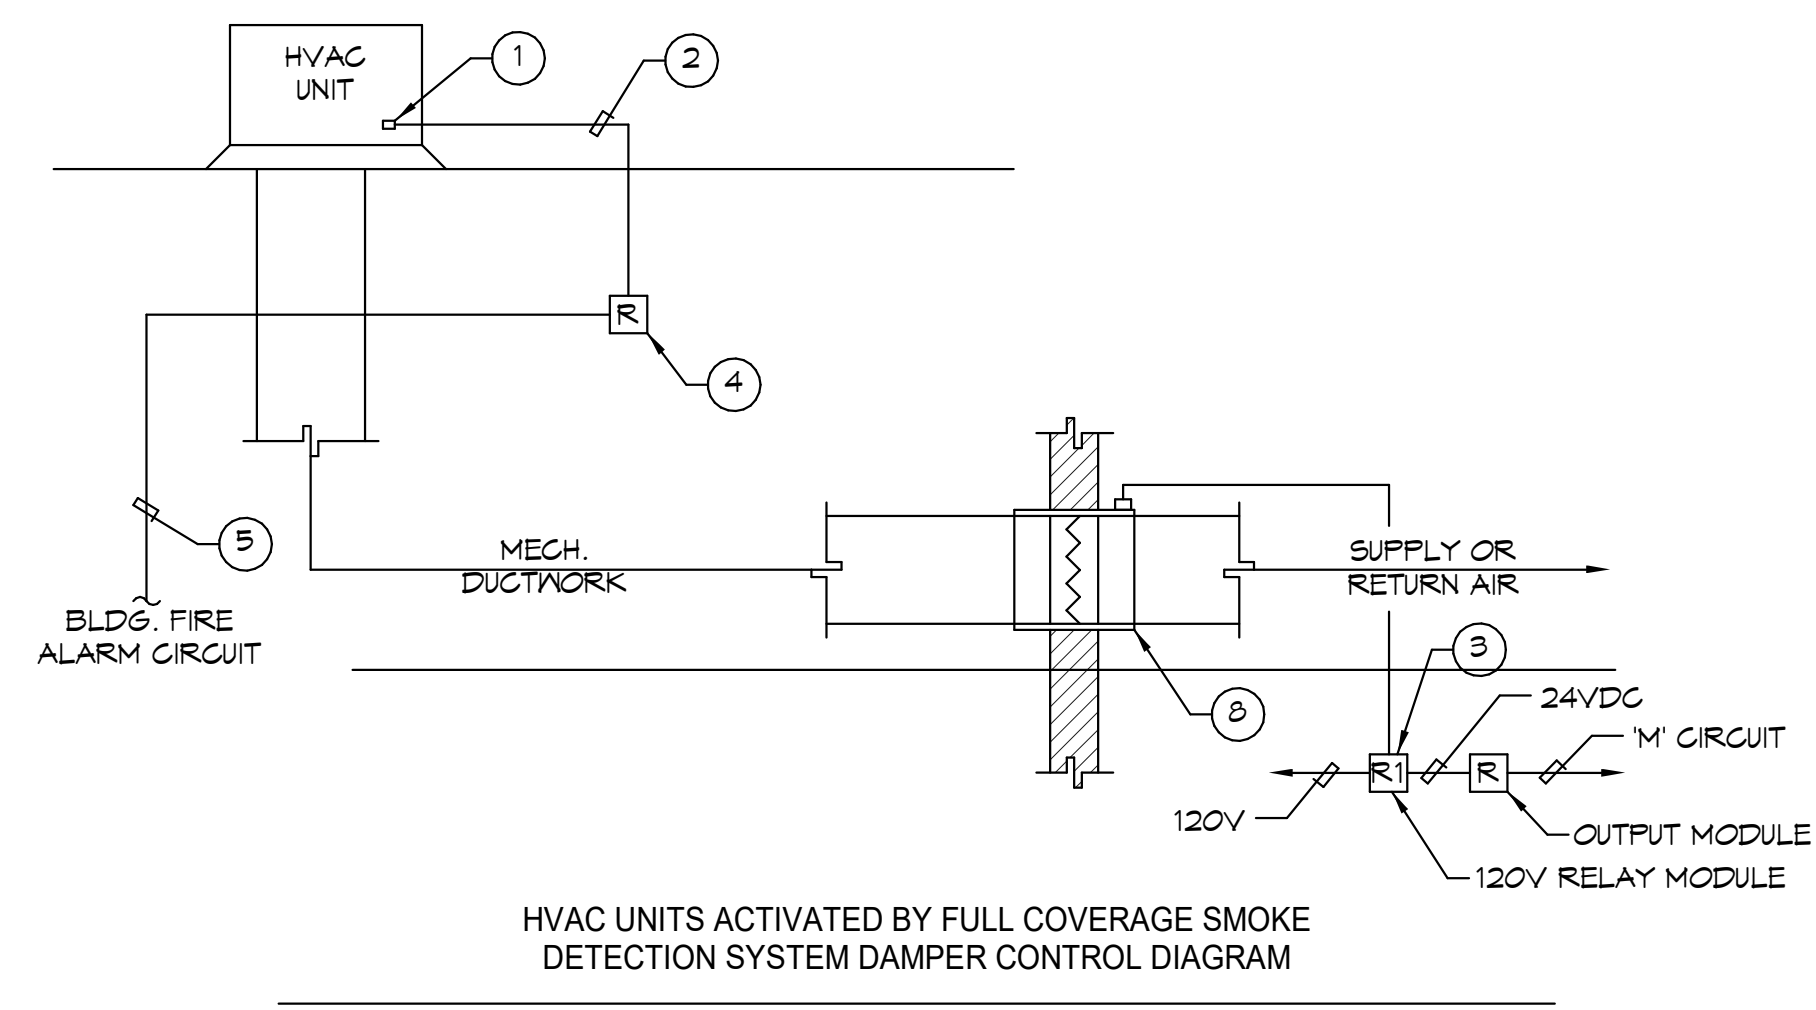 HVAC
UNIT
1
2
R
4
5
BLDG. FIRE
ALARM CIRCUIT
MECH.
DUCTWORK
SUPPLY OR
RETURN AIR
3
8
24VDC
'M' CIRCUIT
R1
R
120V
OUTPUT MODULE
120V RELAY MODULE
HVAC UNITS ACTIVATED BY FULL COVERAGE SMOKE
DETECTION SYSTEM DAMPER CONTROL DIAGRAM